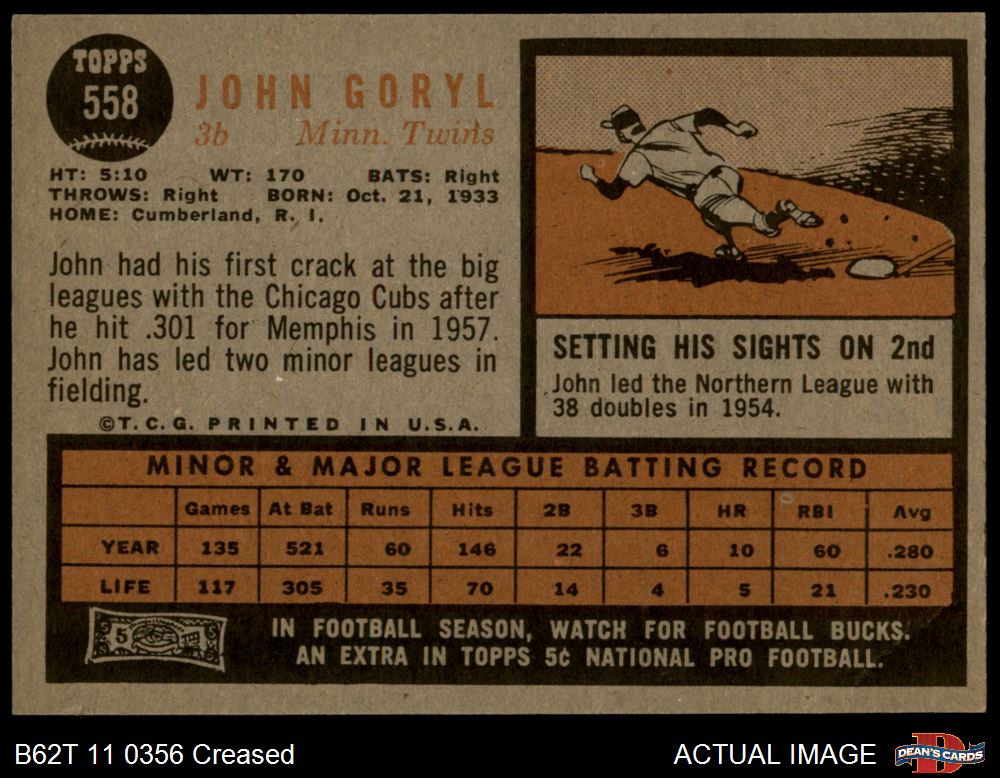 TOPPS
558
JOHN GORYL
3b Minn. Twins
HT: 5:10 WT: 170 BATS: Right
THROWS: Right BORN: Oct. 21, 1933
HOME: Cumberland, R. I.
John had his first crack at the big
leagues with the Chicago Cubs after
he hit .301 for Memphis in 1957.
John has led two minor leagues in
fielding.
©T. C. G. PRINTED IN U.S.A.
SETTING HIS SIGHTS ON 2nd
John led the Northern League with
38 doubles in 1954.
MINOR & MAJOR LEAGUE BATTING RECORD
Games At Bat Runs Hits 2B 3B HR RBI Avg
YEAR 135 521 60 146 22 6 10 60 .280
LIFE 117 305 35 70 14 4 5 21 .230
5
IN FOOTBALL SEASON, WATCH FOR FOOTBALL BUCKS.
AN EXTRA IN TOPPS 5¢ NATIONAL PRO FOOTBALL.
B62T 11 0356 Creased ACTUAL IMAGE
DEAN'S CARDS